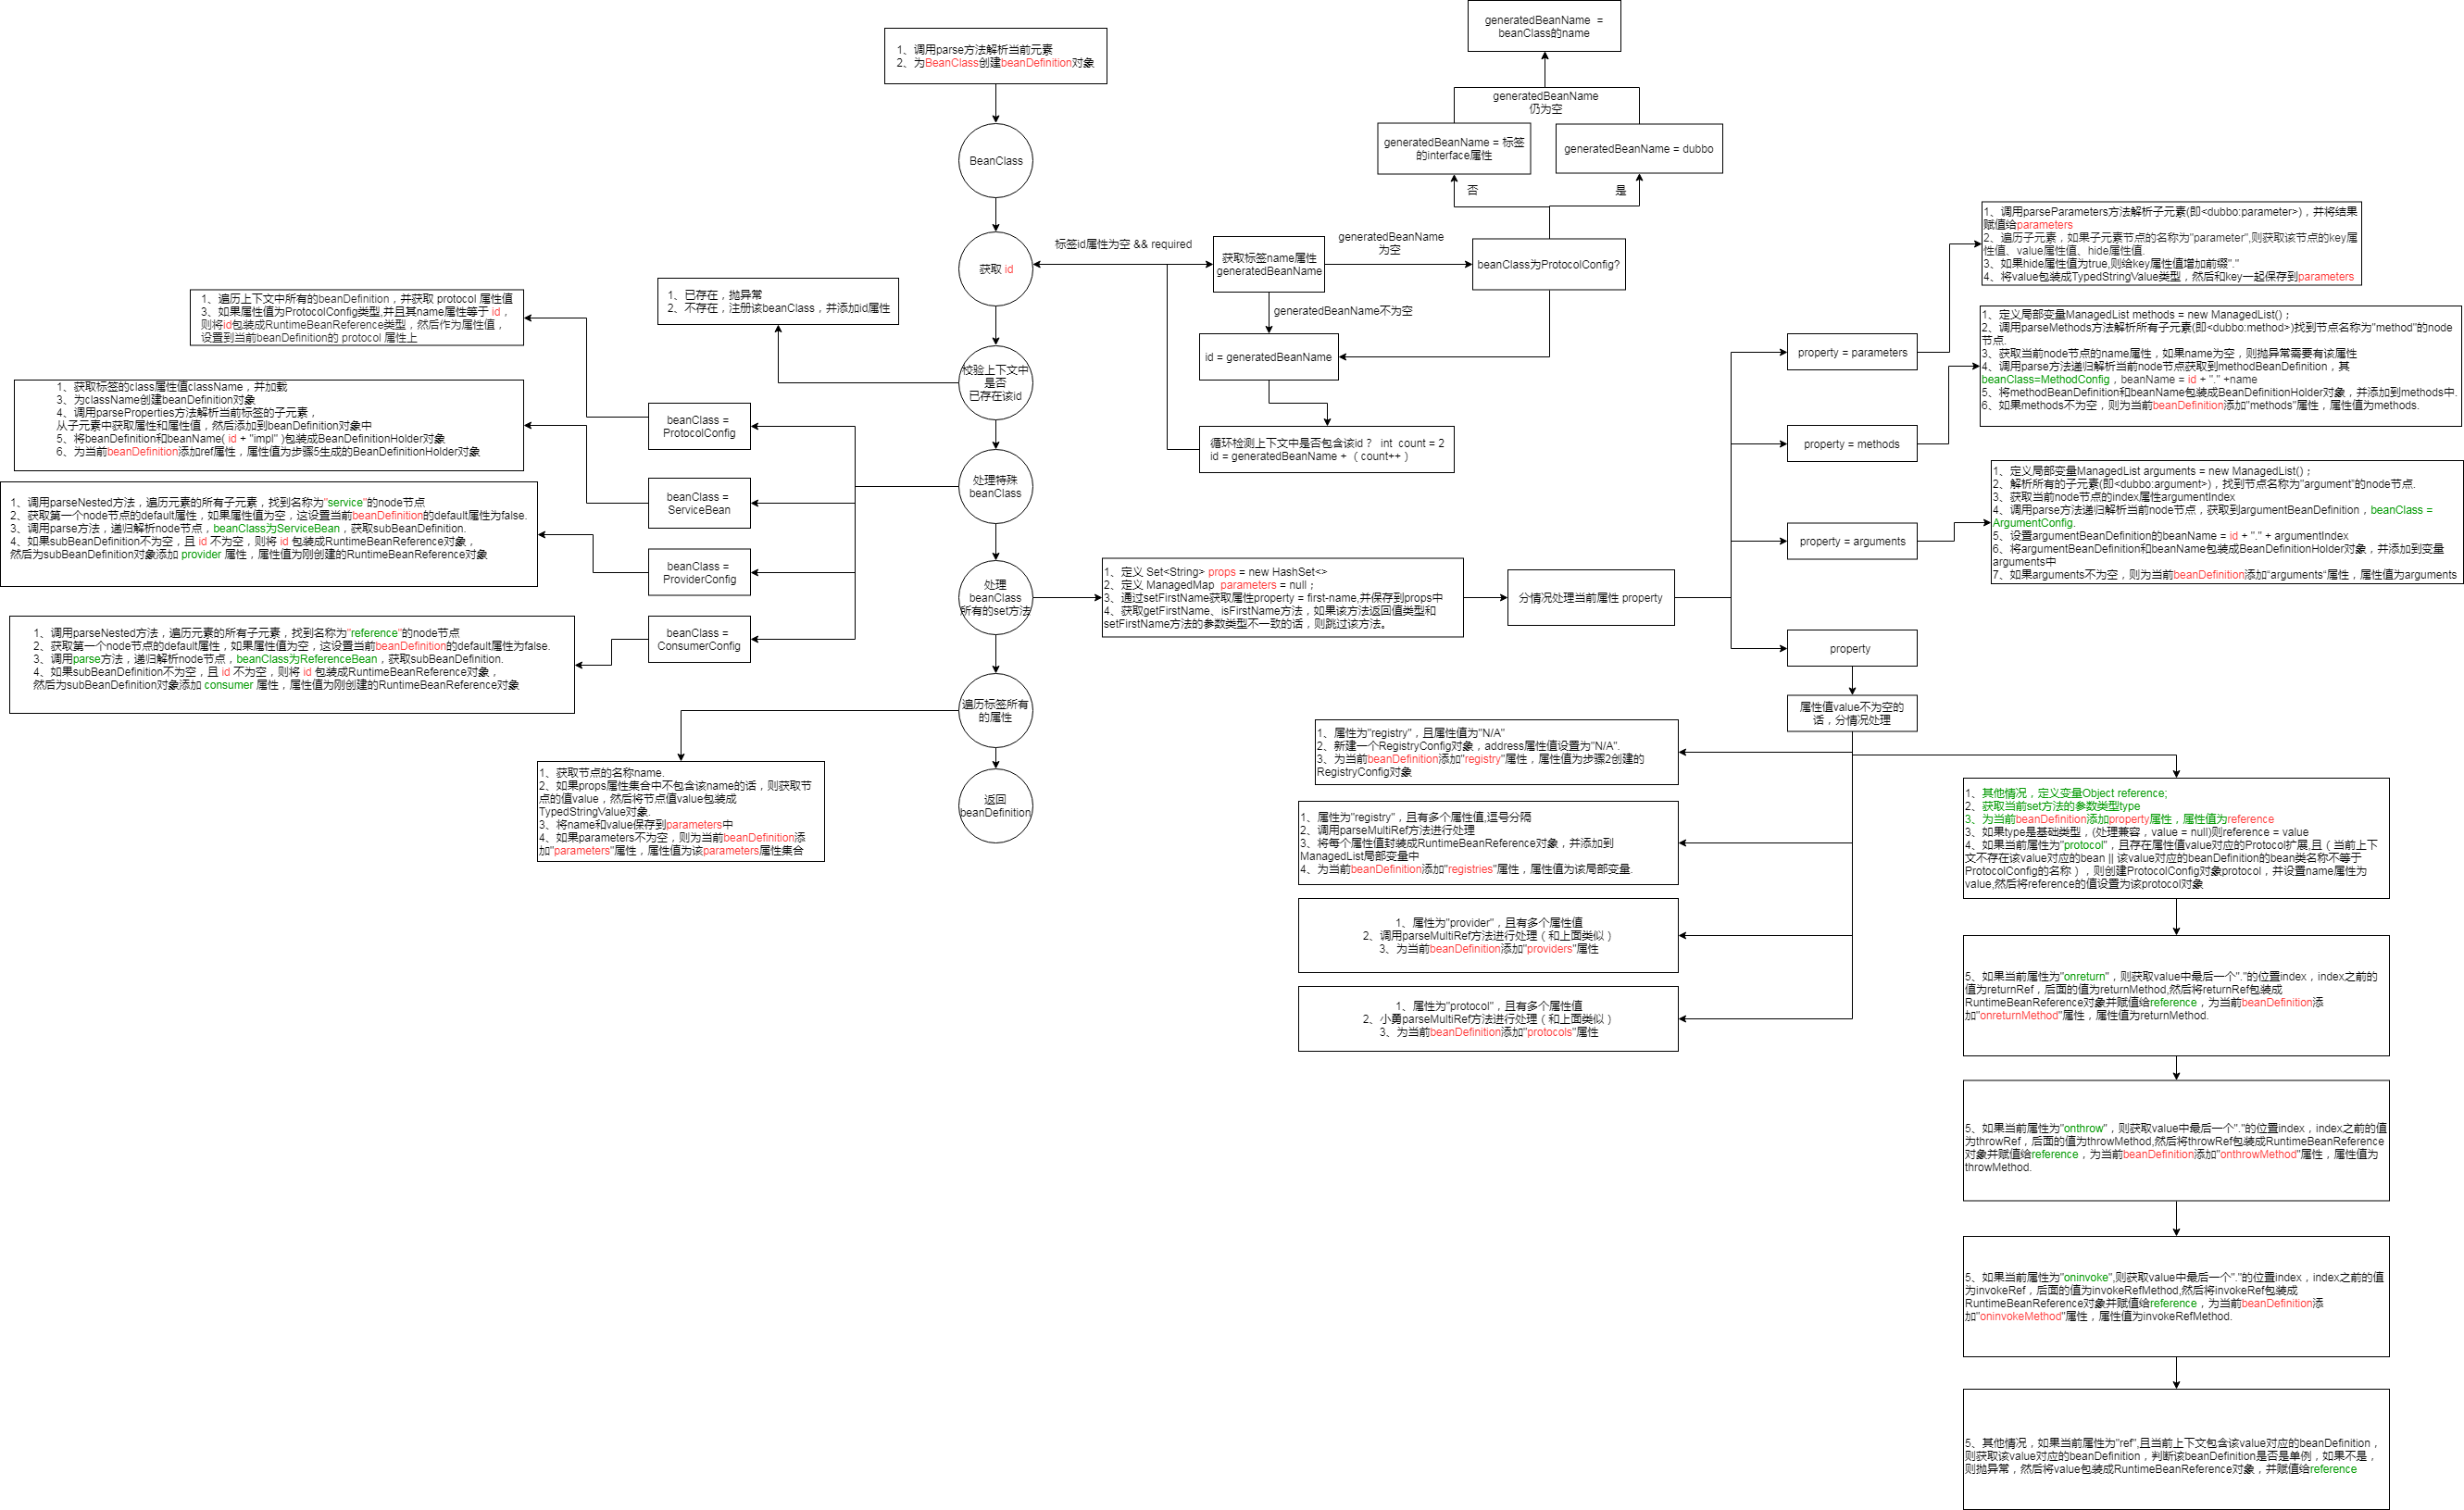 generatedBeanName  =
beanClass的name
1、调用parse方法解析当前元素
2、为BeanClass创建beanDefinition对象
generatedBeanName
仍为空
generatedBeanName = 标签
的interface属性
generatedBeanName = dubbo
否
是
BeanClass
获取 id
标签id属性为空 && required
获取标签name属性
generatedBeanName
generatedBeanName
为空
beanClass为ProtocolConfig?
generatedBeanName不为空
id = generatedBeanName
循环检测上下文中是否包含该id？  int  count = 2
id = generatedBeanName +（count++）
1、已存在，抛异常
2、不存在，注册该beanClass，并添加id属性
校验上下文中
是否
已存在该id
1、遍历上下文中所有的beanDefinition，并获取 protocol 属性值
3、如果属性值为ProtocolConfig类型,并且其name属性等于 id，
则将id包装成RuntimeBeanReference类型，然后作为属性值，
设置到当前beanDefinition的 protocol 属性上
beanClass =
ProtocolConfig
1、获取标签的class属性值className，并加载
3、为className创建beanDefinition对象
4、调用parseProperties方法解析当前标签的子元素，
从子元素中获取属性和属性值，然后添加到beanDefinition对象中
5、将beanDefinition和beanName( id + "impl" )包装成BeanDefinitionHolder对象
6、为当前beanDefinition添加ref属性，属性值为步骤5生成的BeanDefinitionHolder对象
处理特殊
beanClass
beanClass =
ServiceBean
1、调用parseNested方法，遍历元素的所有子元素，找到名称为"service"的node节点
2、获取第一个node节点的default属性，如果属性值为空，这设置当前beanDefinition的default属性为false.
3、调用parse方法，递归解析node节点，beanClass为ServiceBean，获取subBeanDefinition.
4、如果subBeanDefinition不为空，且 id 不为空，则将 id 包装成RuntimeBeanReference对象，
然后为subBeanDefinition对象添加 provider 属性，属性值为刚创建的RuntimeBeanReference对象
beanClass =
ProviderConfig
1、调用parseNested方法，遍历元素的所有子元素，找到名称为"reference"的node节点
2、获取第一个node节点的default属性，如果属性值为空，这设置当前beanDefinition的default属性为false.
3、调用parse方法，递归解析node节点，beanClass为ReferenceBean，获取subBeanDefinition.
4、如果subBeanDefinition不为空，且 id 不为空，则将 id 包装成RuntimeBeanReference对象，
然后为subBeanDefinition对象添加 consumer 属性，属性值为刚创建的RuntimeBeanReference对象
beanClass =
ConsumerConfig
处理
beanClass
所有的set方法
1、定义 Set<String> props = new HashSet<>
2、定义 ManagedMap  parameters = null；
3、通过setFirstName获取属性property = first-name,并保存到props中
4、获取getFirstName、isFirstName方法，如果该方法返回值类型和
setFirstName方法的参数类型不一致的话，则跳过该方法。
分情况处理当前属性 property
property = parameters
1、调用parseParameters方法解析子元素(即<dubbo:parameter>)，并将结果
赋值给parameters
2、遍历子元素，如果子元素节点的名称为"parameter",则获取该节点的key属
性值、value属性值、hide属性值.
3、如果hide属性值为true,则给key属性值增加前缀"."
4、将value包装成TypedStringValue类型，然后和key一起保存到parameters
property = methods
1、定义局部变量ManagedList methods = new ManagedList()；
2、调用parseMethods方法解析所有子元素(即<dubbo:method>)找到节点名称为"method"的node
节点.
3、获取当前node节点的name属性，如果name为空，则抛异常需要有该属性
4、调用parse方法递归解析当前node节点获取到methodBeanDefinition，其
beanClass=MethodConfig，beanName = id + "." +name
5、将methodBeanDefinition和beanName包装成BeanDefinitionHolder对象，并添加到methods中.
6、如果methods不为空，则为当前beanDefinition添加"methods"属性，属性值为methods.
property = arguments
1、定义局部变量ManagedList arguments = new ManagedList()；
2、解析所有的子元素(即<dubbo:argument>)，找到节点名称为"argument"的node节点.
3、获取当前node节点的index属性argumentIndex
4、调用parse方法递归解析当前node节点，获取到argumentBeanDefinition，beanClass =
ArgumentConfig.
5、设置argumentBeanDefinition的beanName = id + "." + argumentIndex
6、将argumentBeanDefinition和beanName包装成BeanDefinitionHolder对象，并添加到变量
arguments中
7、如果arguments不为空，则为当前beanDefinition添加"arguments"属性，属性值为arguments
property
属性值value不为空的
话，分情况处理
遍历标签所有
的属性
1、获取节点的名称name.
2、如果props属性集合中不包含该name的话，则获取节
点的值value，然后将节点值value包装成
TypedStringValue对象.
3、将name和value保存到parameters中
4、如果parameters不为空，则为当前beanDefinition添
加"parameters"属性，属性值为该parameters属性集合
返回
beanDefinition
1、属性为"registry"，且属性值为"N/A"
2、新建一个RegistryConfig对象，address属性值设置为"N/A".
3、为当前beanDefinition添加"registry"属性，属性值为步骤2创建的
RegistryConfig对象
1、属性为"registry"，且有多个属性值,逗号分隔
2、调用parseMultiRef方法进行处理
3、将每个属性值封装成RuntimeBeanReference对象，并添加到
ManagedList局部变量中
4、为当前beanDefinition添加"registries"属性，属性值为该局部变量.
1、属性为"provider"，且有多个属性值
2、调用parseMultiRef方法进行处理（和上面类似）
3、为当前beanDefinition添加"providers"属性
1、属性为"protocol"，且有多个属性值
2、小勇parseMultiRef方法进行处理（和上面类似）
3、为当前beanDefinition添加"protocols"属性
1、其他情况，定义变量Object reference;
2、获取当前set方法的参数类型type
3、为当前beanDefinition添加property属性，属性值为reference
3、如果type是基础类型，(处理兼容，value = null)则reference = value
4、如果当前属性为"protocol"，且存在属性值value对应的Protocol扩展,且（当前上下
文不存在该value对应的bean || 该value对应的beanDefinition的bean类名称不等于
ProtocolConfig的名称），则创建ProtocolConfig对象protocol，并设置name属性为
value,然后将reference的值设置为该protocol对象
5、如果当前属性为"onreturn"，则获取value中最后一个"."的位置index，index之前的
值为returnRef，后面的值为returnMethod,然后将returnRef包装成
RuntimeBeanReference对象并赋值给reference，为当前beanDefinition添
加"onreturnMethod"属性，属性值为returnMethod.
5、如果当前属性为"onthrow"，则获取value中最后一个"."的位置index，index之前的值
为throwRef，后面的值为throwMethod,然后将throwRef包装成RuntimeBeanReference
对象并赋值给reference，为当前beanDefinition添加"onthrowMethod"属性，属性值为
throwMethod.
5、如果当前属性为"oninvoke",则获取value中最后一个"."的位置index，index之前的值
为invokeRef，后面的值为invokeRefMethod,然后将invokeRef包装成
RuntimeBeanReference对象并赋值给reference，为当前beanDefinition添
加"oninvokeMethod"属性，属性值为invokeRefMethod.
5、其他情况，如果当前属性为"ref",且当前上下文包含该value对应的beanDefinition，
则获取该value对应的beanDefinition，判断该beanDefinition是否是单例，如果不是，
则抛异常，然后将value包装成RuntimeBeanReference对象，并赋值给reference